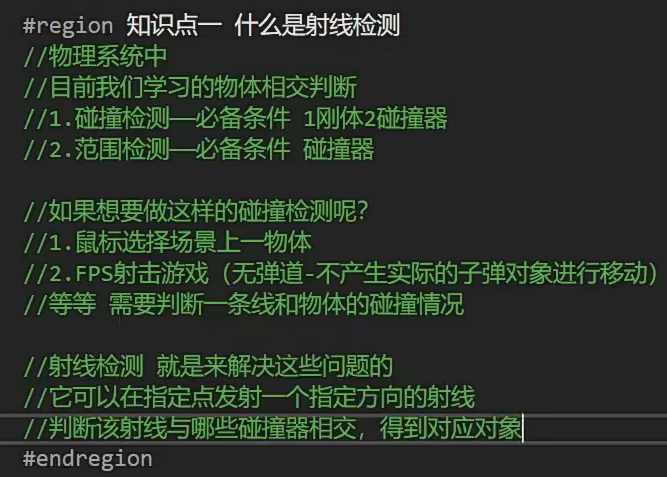 #region 知识点一 什么是射线检测
//物理系统中
//目前我们学习的物体相交判断
//1.碰撞检测——必备条件 1刚体2碰撞器
//2.范围检测——必备条件 碰撞器
//如果想要做这样的碰撞检测呢？
//1.鼠标选择场景上一物体
//2.FPS射击游戏（无弹道-不产生实际的子弹对象进行移动）
//等等 需要判断一条线和物体的碰撞情况
//射线检测 就是来解决这些问题的
//它可以在指定点发射一个指定方向的射线
//判断该射线与哪些碰撞器相交，得到对应对象
#endregion